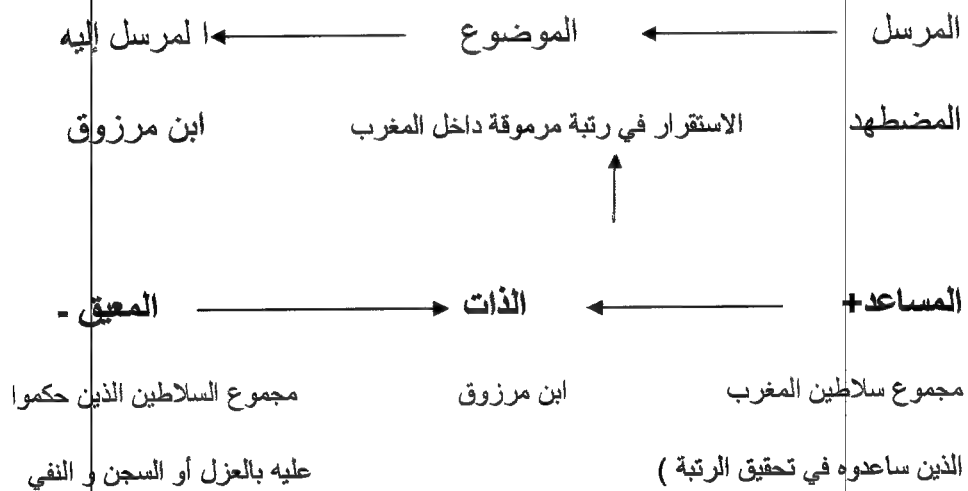 المرسل الموضوع ا لمرسل إليه
المضطهد الاستقرار في رتبة مرموقة داخل المغرب ابن مرزوق
المساعد+ الذات المعيق -
مجموع سلاطين المغرب ابن مرزوق مجموع السلاطين الذين حكموا
الذين ساعدوه في تحقيق الرتبة ) عليه بالعزل أو السجن و النفي